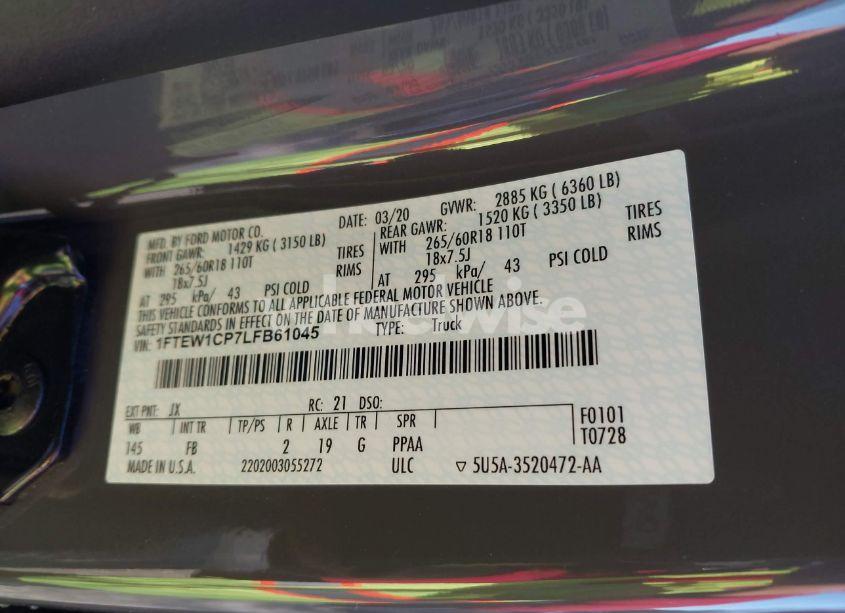 MFD. BY FORD MOTOR CO. DATE: 03/20 GVWR: 2885 KG ( 6360 LB)
FRONT GAWR: 1429 KG ( 3150 LB) REAR GAWR: 1520 KG ( 3350 LB)
WITH 265/60R18 110T TIRES WITH 265/60R18 110T TIRES
18x7.5J RIMS 18x7.5J RIMS
AT 295 kPa/ 43 PSI COLD AT 295 kPa/ 43 PSI COLD
THIS VEHICLE CONFORMS TO ALL APPLICABLE FEDERAL MOTOR VEHICLE
SAFETY STANDARDS IN EFFECT ON THE DATE OF MANUFACTURE SHOWN ABOVE.
VIN: 1FTEW1CP7LFB61045 TYPE: Truck
EXT PNT: JX RC: 21 DSO:
WB INT TR TP/PS R AXLE TR SPR F0101
145 FB 2 19 G PPAA T0728
MADE IN U.S.A. 2202003055272 ULC ▽ 5U5A-3520472-AA